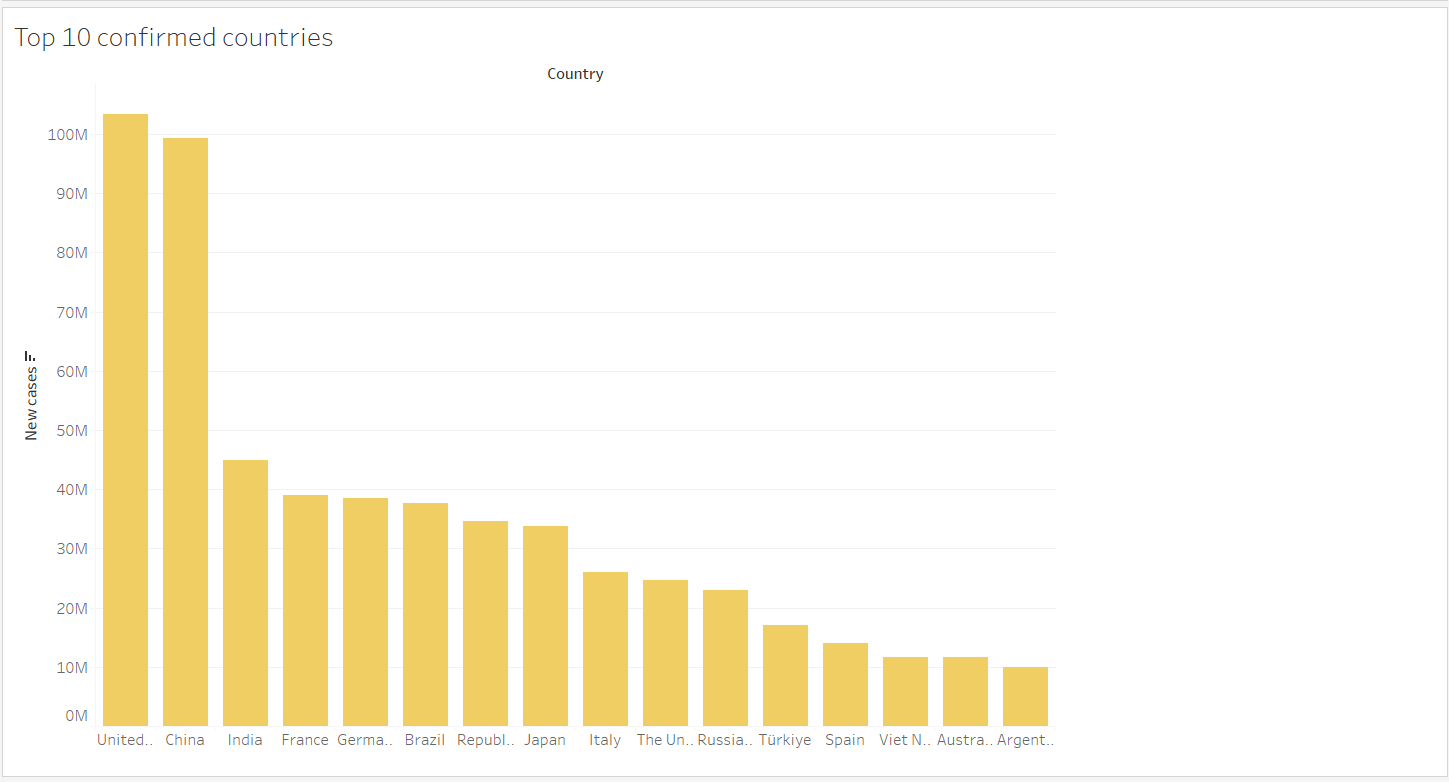 Top 10 confirmed countries
Country
100M
90M
80M
70M
60M
50M
40M
30M
20M
10M
0M
New cases
United.. China India France Germa.. Brazil Republ.. Japan Italy The Un.. Russia.. Türkiye Spain Viet N.. Austra.. Argent..